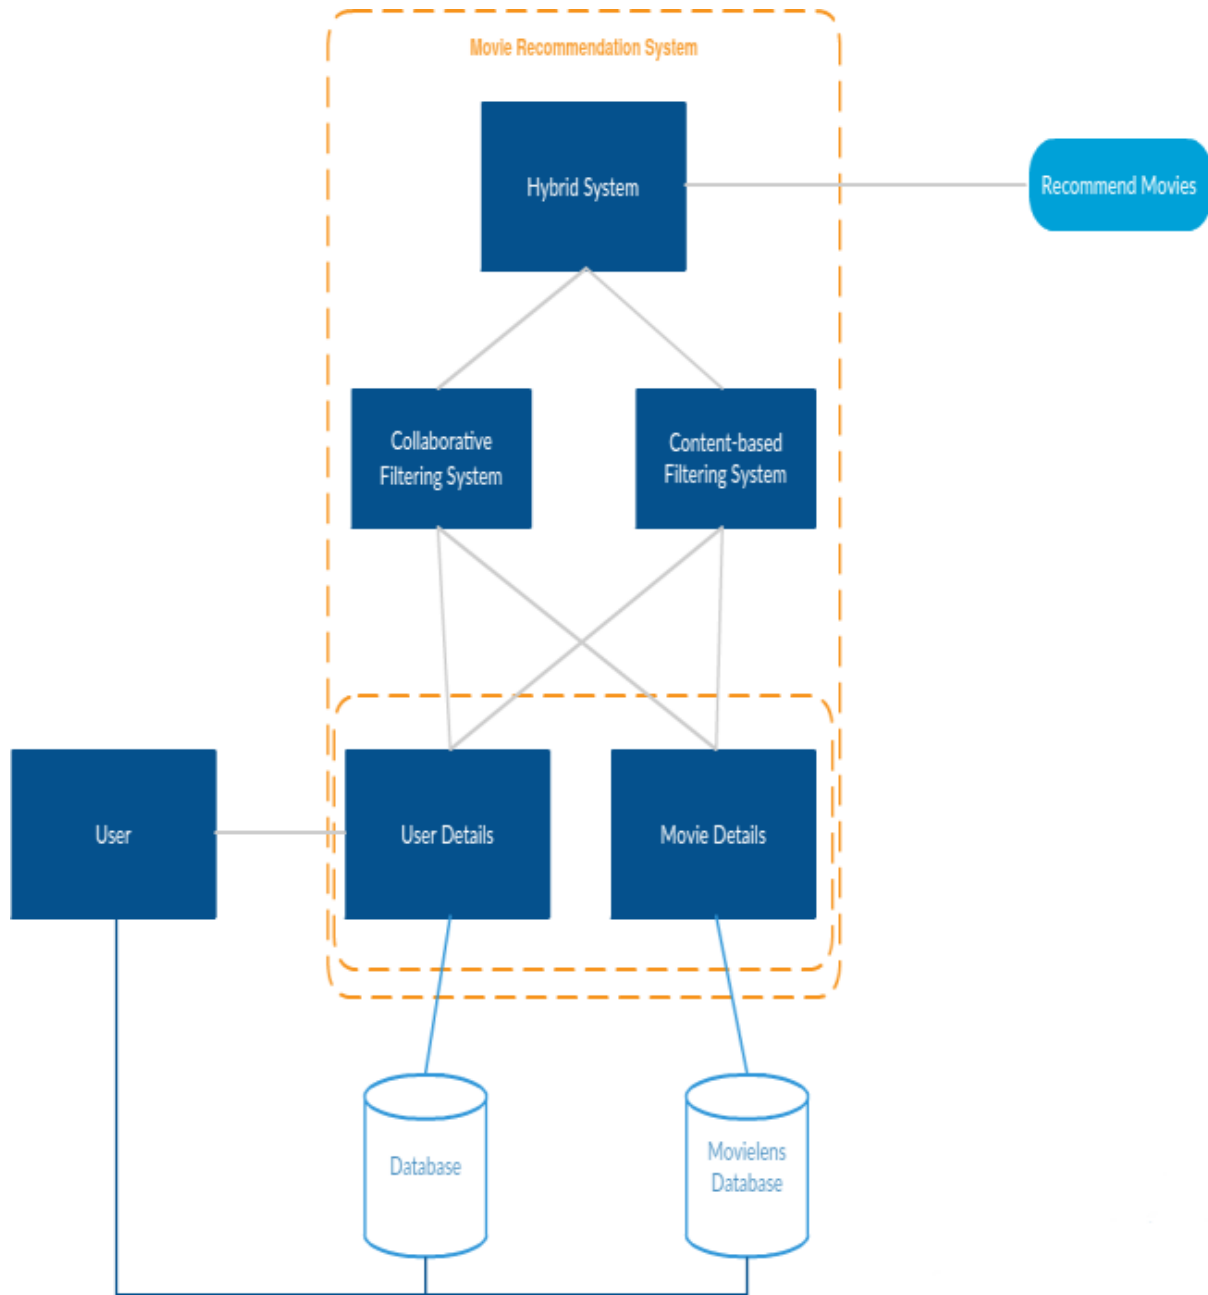 Movie Recommendation System
Hybrid System
Recommend Movies
Collaborative
Filtering System
Content-based
Filtering System
User
User Details
Movie Details
Database
Movielens
Database